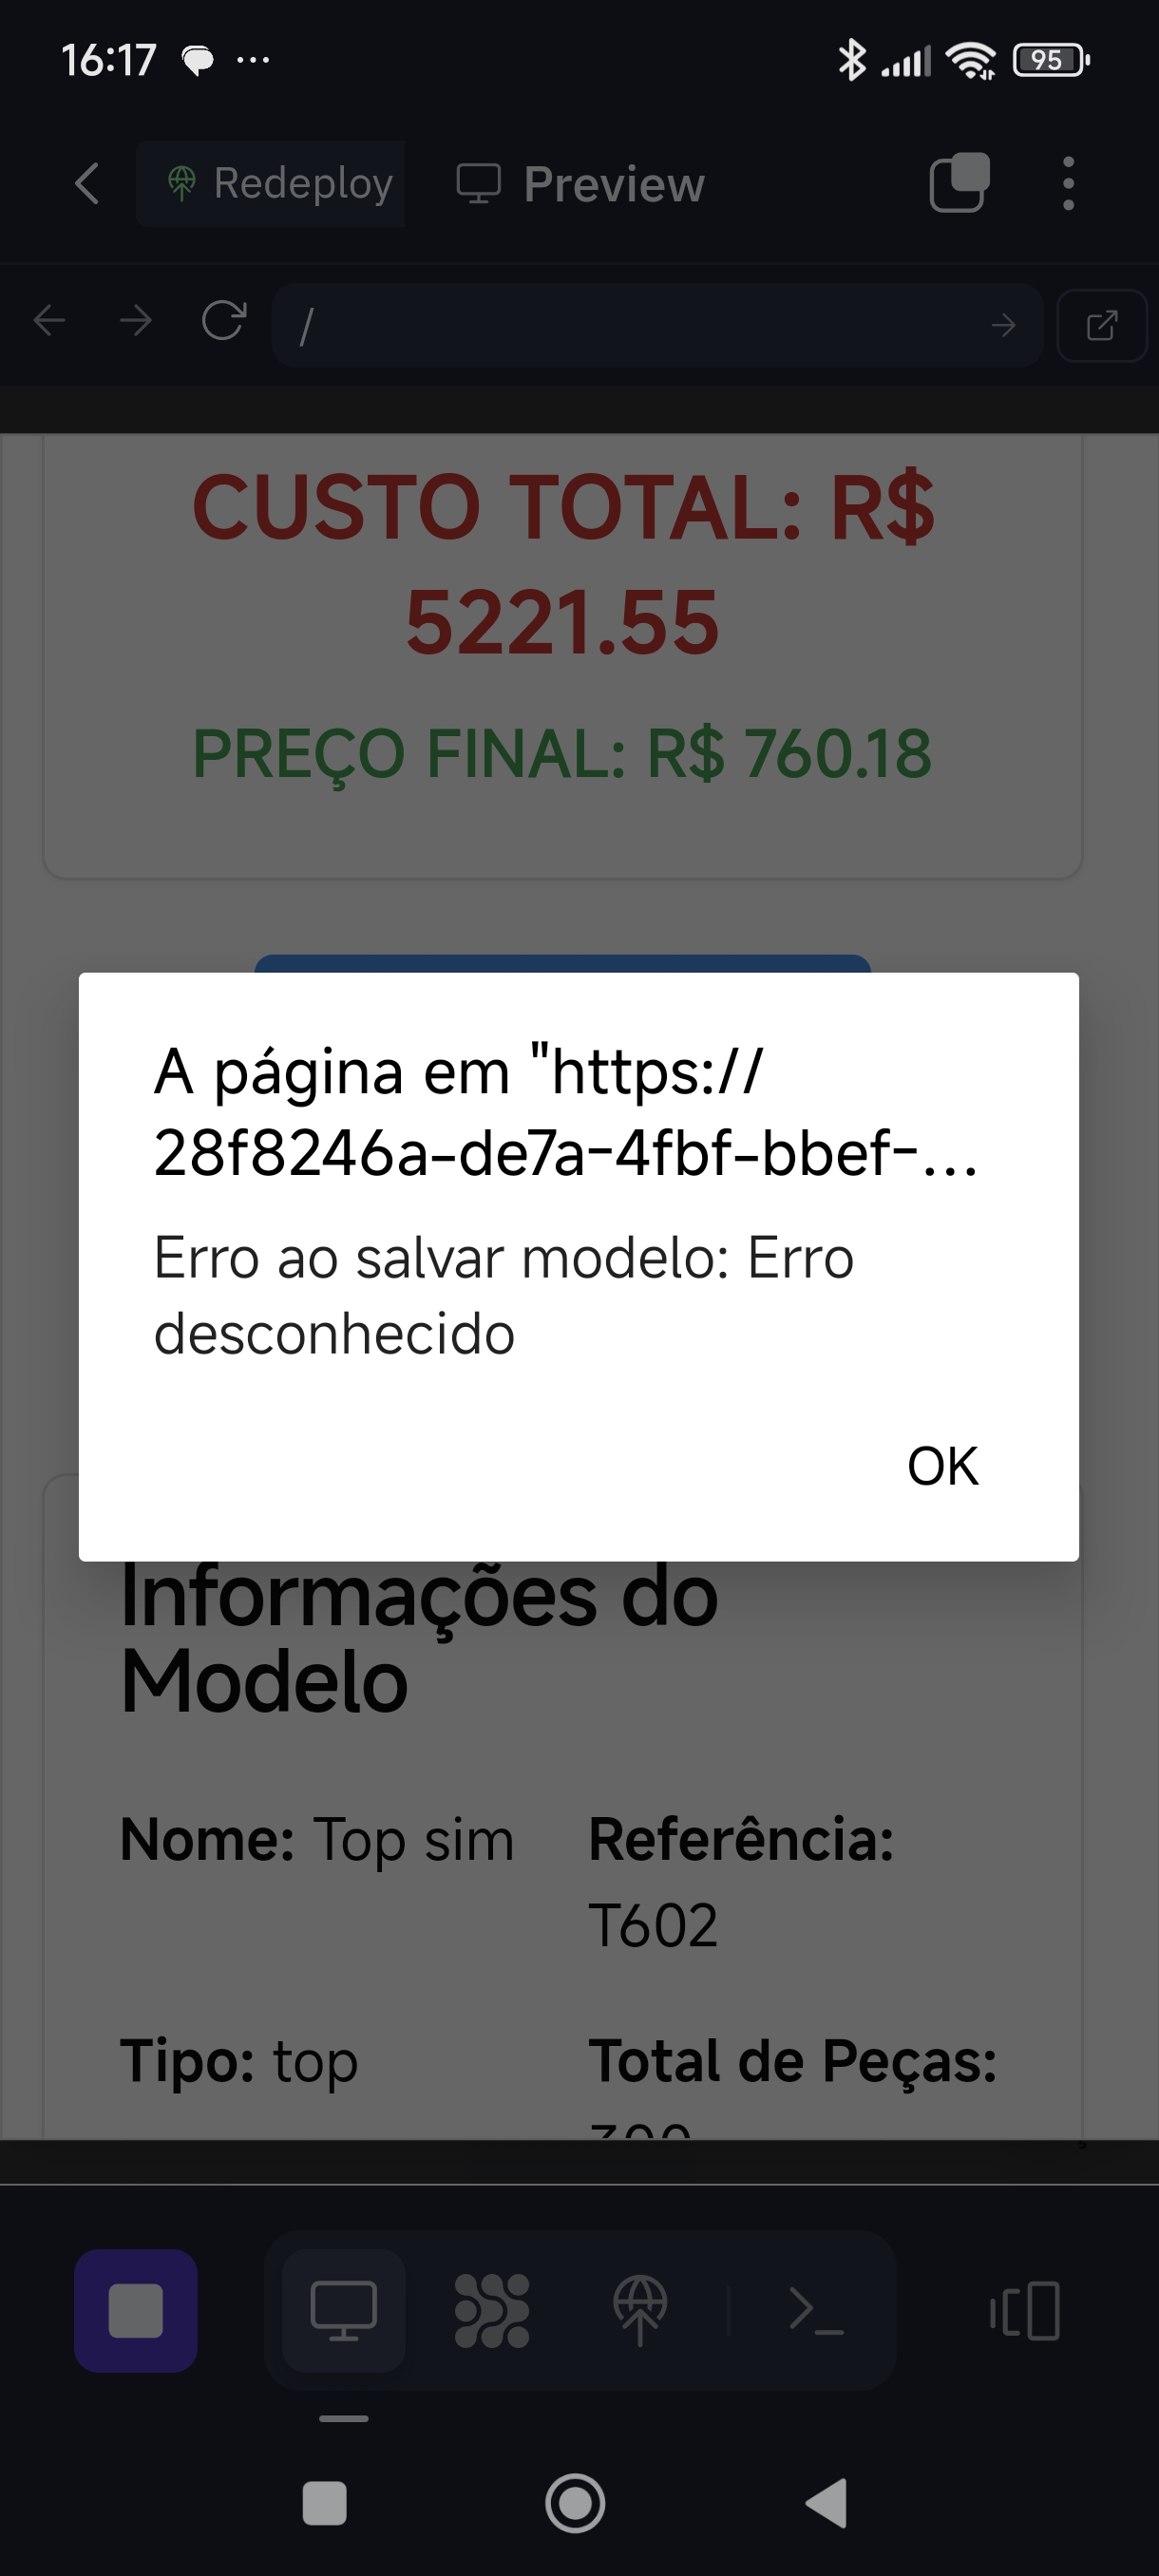 16:17
95
Redeploy
Preview
/
CUSTO TOTAL: R$
5221.55
PREÇO FINAL: R$ 760.18
A página em "https://
28f8246a-de7a-4fbf-bbef-...
Erro ao salvar modelo: Erro
desconhecido
OK
Informações do
Modelo
Nome: Top sim
Referência:
T602
Tipo: top
Total de Peças: